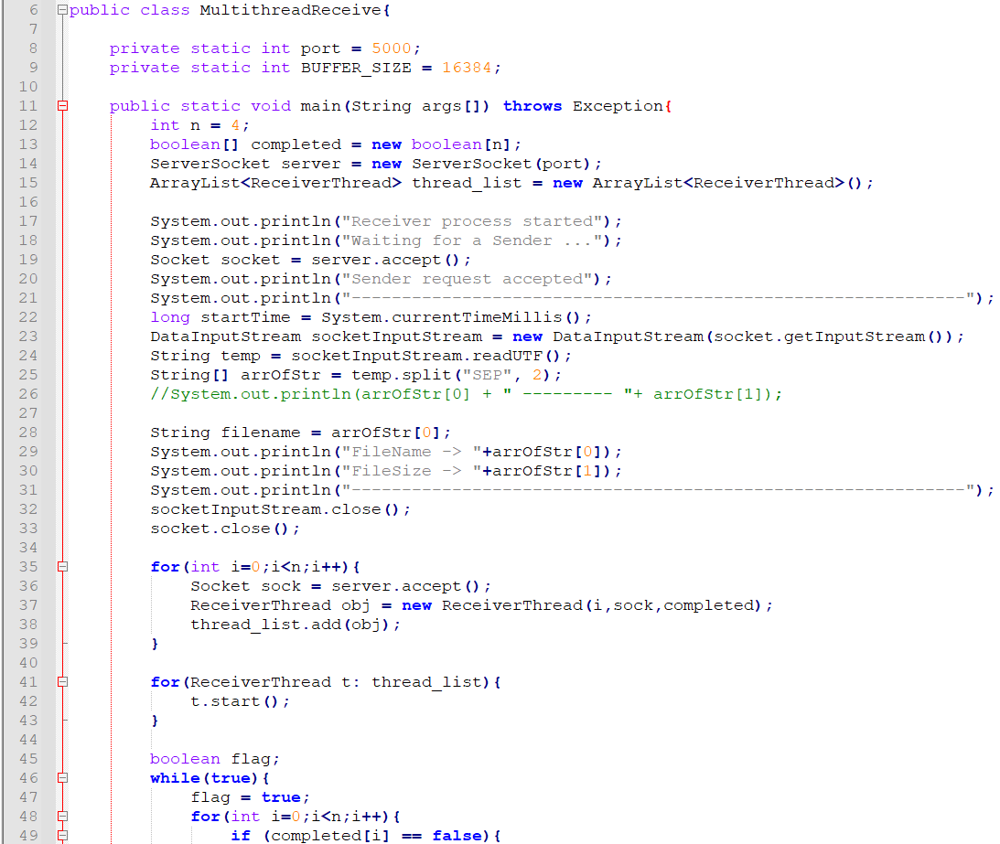 6 public class MultithreadReceive{
7
8     private static int port = 5000;
9     private static int BUFFER_SIZE = 16384;
10
11     public static void main(String args[]) throws Exception{
12         int n = 4;
13         boolean[] completed = new boolean[n];
14         ServerSocket server = new ServerSocket(port);
15         ArrayList<ReceiverThread> thread_list = new ArrayList<ReceiverThread>();
16
17         System.out.println("Receiver process started");
18         System.out.println("Waiting for a Sender ...");
19         Socket socket = server.accept();
20         System.out.println("Sender request accepted");
21         System.out.println("-------------------------------------------------------------");
22         long startTime = System.currentTimeMillis();
23         DataInputStream socketInputStream = new DataInputStream(socket.getInputStream());
24         String temp = socketInputStream.readUTF();
25         String[] arrOfStr = temp.split("SEP", 2);
26         //System.out.println(arrOfStr[0] + " --------- "+ arrOfStr[1]);
27
28         String filename = arrOfStr[0];
29         System.out.println("FileName -> "+arrOfStr[0]);
30         System.out.println("FileSize -> "+arrOfStr[1]);
31         System.out.println("-------------------------------------------------------------");
32         socketInputStream.close();
33         socket.close();
34
35         for(int i=0;i<n;i++){
36             Socket sock = server.accept();
37             ReceiverThread obj = new ReceiverThread(i,sock,completed);
38             thread_list.add(obj);
39         }
40
41         for(ReceiverThread t: thread_list){
42             t.start();
43         }
44
45         boolean flag;
46         while(true){
47             flag = true;
48             for(int i=0;i<n;i++){
49                 if (completed[i] == false){